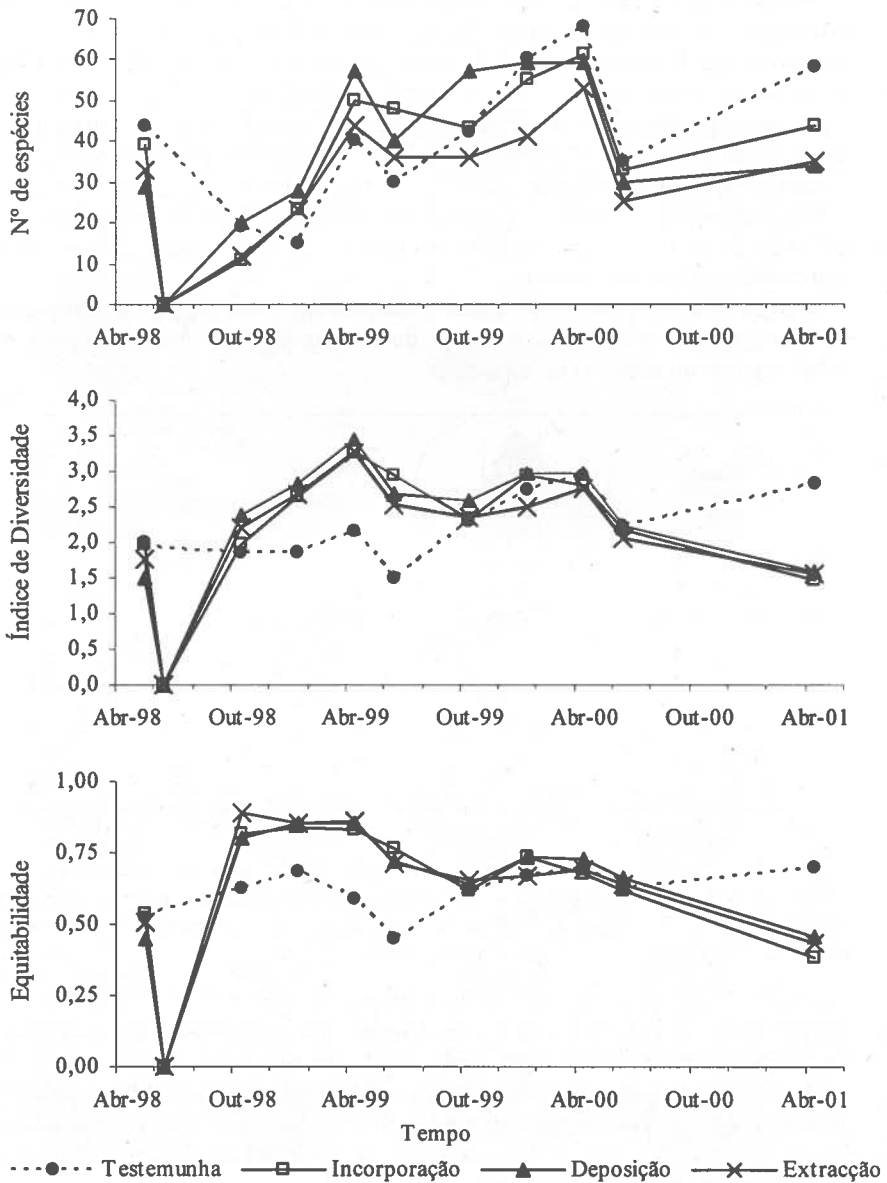 Nº de espécies
70
60
50
40
30
20
10
0
Abr-98 Out-98 Abr-99 Out-99 Abr-00 Out-00 Abr-01
Índice de Diversidade
4,0
3,5
3,0
2,5
2,0
1,5
1,0
0,5
0,0
Abr-98 Out-98 Abr-99 Out-99 Abr-00 Out-00 Abr-01
Equitabilidade
1,00
0,75
0,50
0,25
0,00
Abr-98 Out-98 Abr-99 Out-99 Abr-00 Out-00 Abr-01
Tempo
Testemunha Incorporação Deposição Extracção